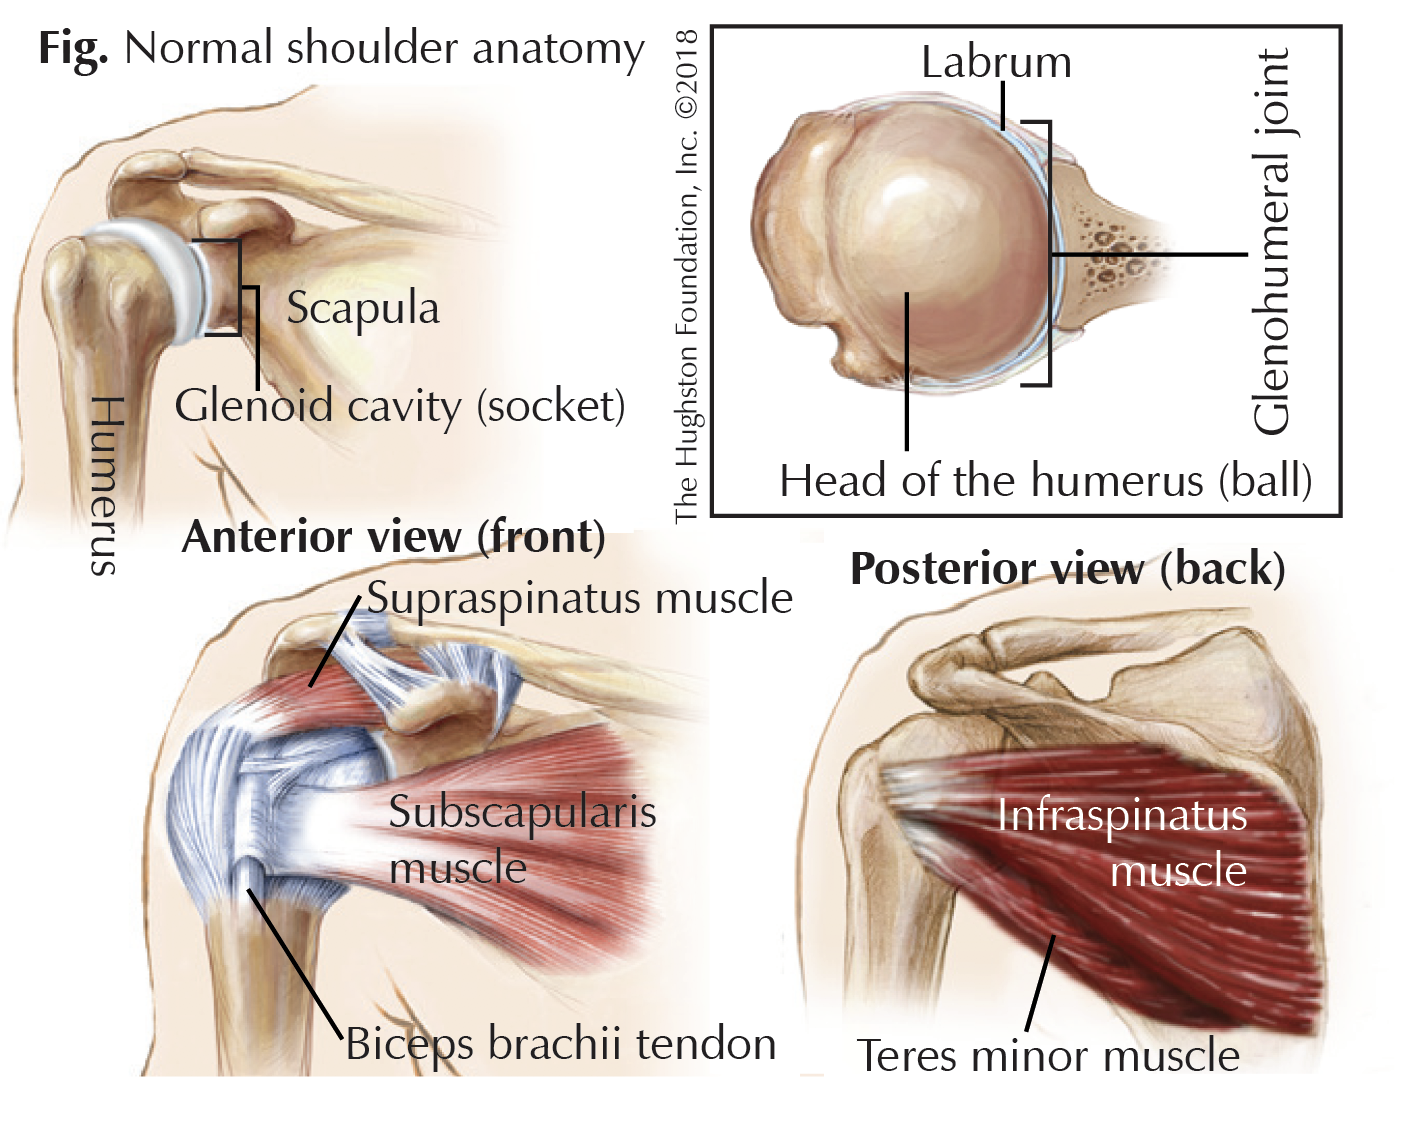 Fig. Normal shoulder anatomy
The Hughston Foundation, Inc. ©2018
Labrum
Glenohumeral joint
Head of the humerus (ball)
Scapula
Glenoid cavity (socket)
Humerus
Anterior view (front)
Supraspinatus muscle
Subscapularis
muscle
Biceps brachii tendon
Posterior view (back)
Infraspinatus
muscle
Teres minor muscle